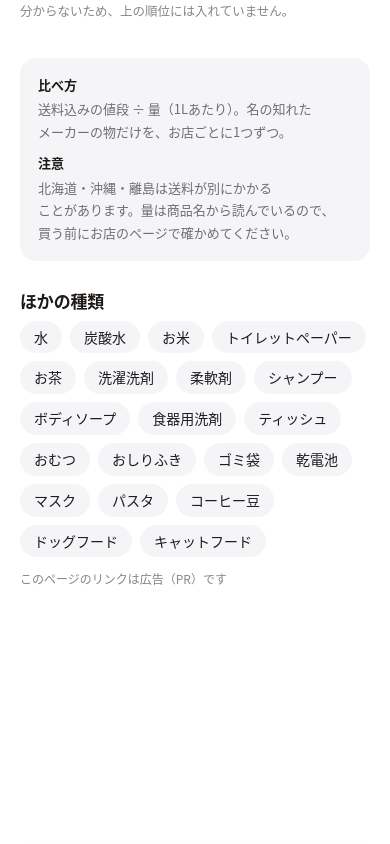 分からないため、上の順位には入れていません。
比べ方
送料込みの値段 ÷ 量（1Lあたり）。名の知れた
メーカーの物だけを、お店ごとに1つずつ。
注意
北海道・沖縄・離島は送料が別にかかる
ことがあります。量は商品名から読んでいるので、
買う前にお店のページで確かめてください。
ほかの種類
水 炭酸水 お米 トイレットペーパー
お茶 洗濯洗剤 柔軟剤 シャンプー
ボディソープ 食器用洗剤 ティッシュ
おむつ おしりふき ゴミ袋 乾電池
マスク パスタ コーヒー豆
ドッグフード キャットフード
このページのリンクは広告（PR）です